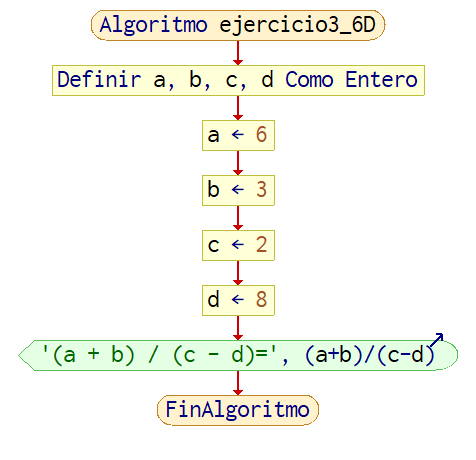 Algoritmo ejercicio3_6D
Definir a, b, c, d Como Entero
a ← 6
b ← 3
c ← 2
d ← 8
'(a + b) / (c - d)=', (a+b)/(c-d)
FinAlgoritmo